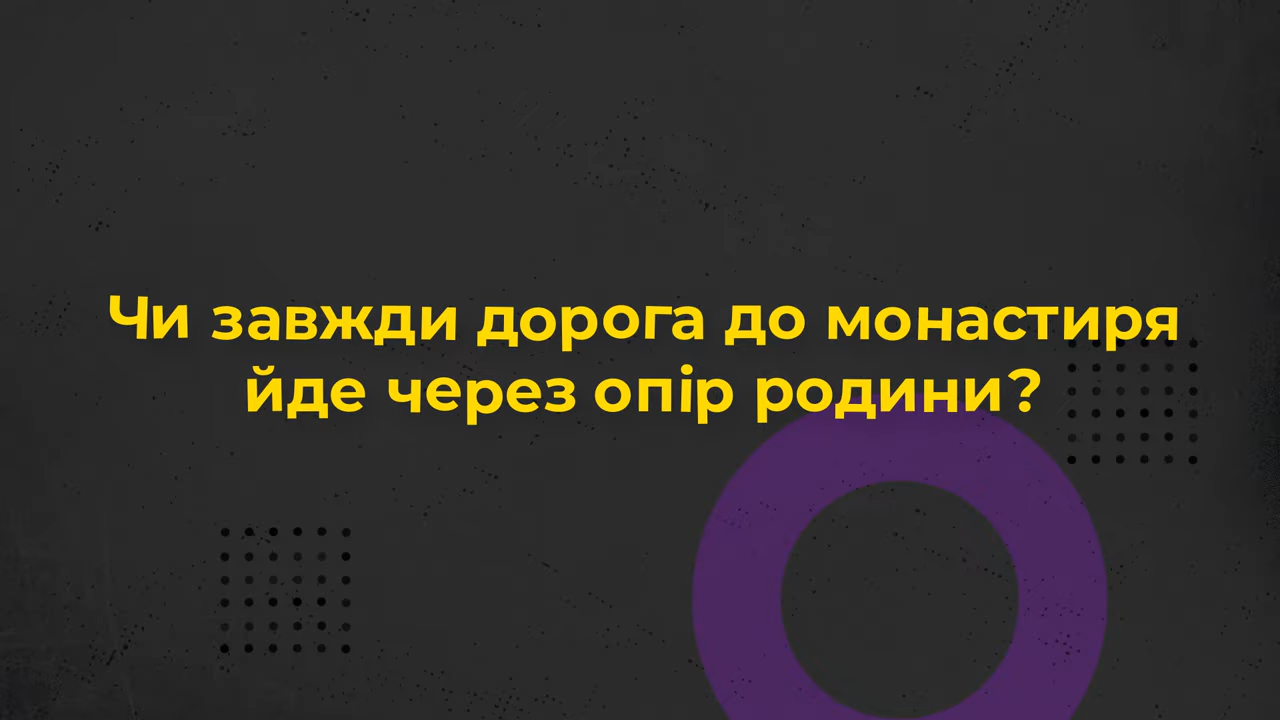 Чи завжди дорога до монастиря
йде через опір родини?